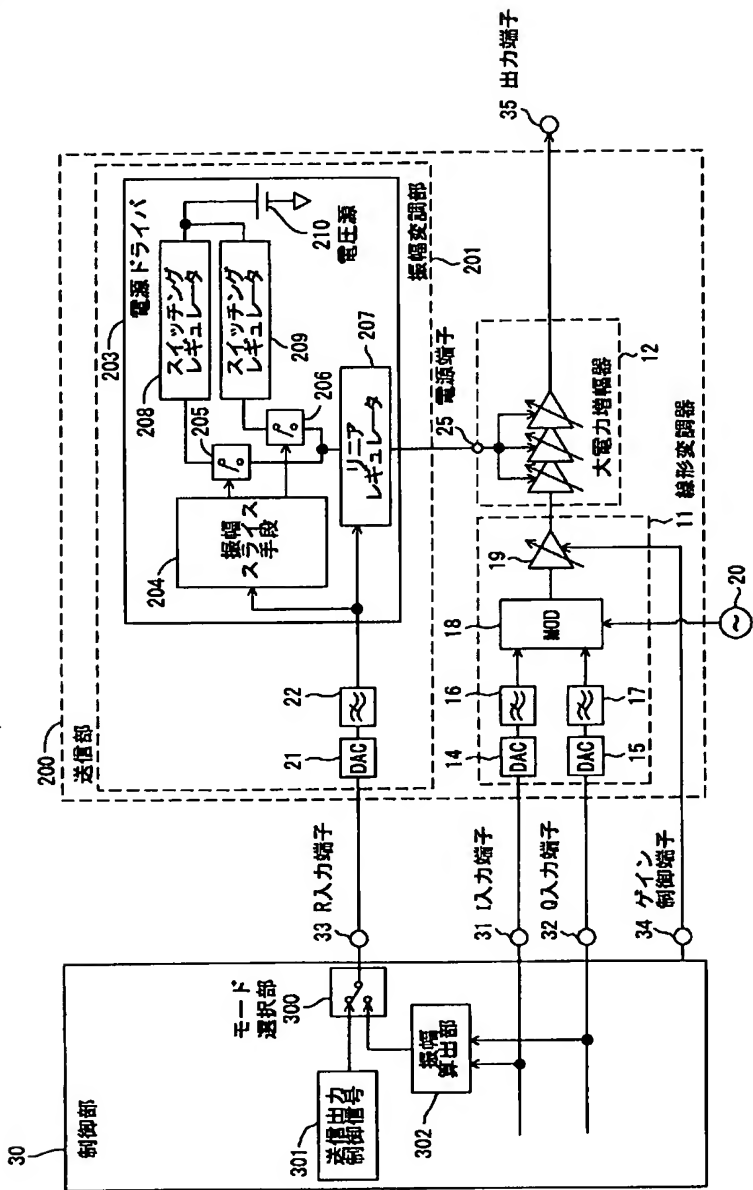 200
送信部
203
電源ドライバ
208
スイッチング
レギュレータ
スイッチング
レギュレータ
209
210
電圧源
205
206
204
振幅
スライス
手段
207
リニア
レギュレータ
振幅変調部
201
21
DAC
22
25 電源端子
大電力増幅器
12
35 出力端子
14
DAC
16
15
DAC
17
18
MOD
19
11 線形変調器
20
33 R入力端子
31 I入力端子
32 Q入力端子
34 ゲイン
制御端子
30
制御部
モード
選択部
300
301
送信出力
制御信号
302
振幅
算出部